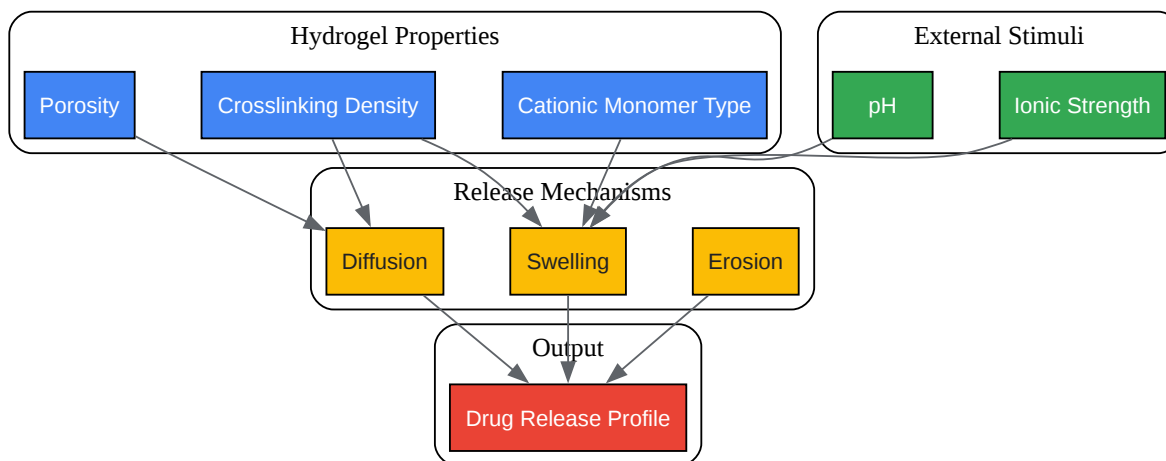 Hydrogel Properties
External Stimuli
Porosity
Crosslinking Density
Cationic Monomer Type
pH
Ionic Strength
Release Mechanisms
Diffusion
Swelling
Erosion
Output
Drug Release Profile